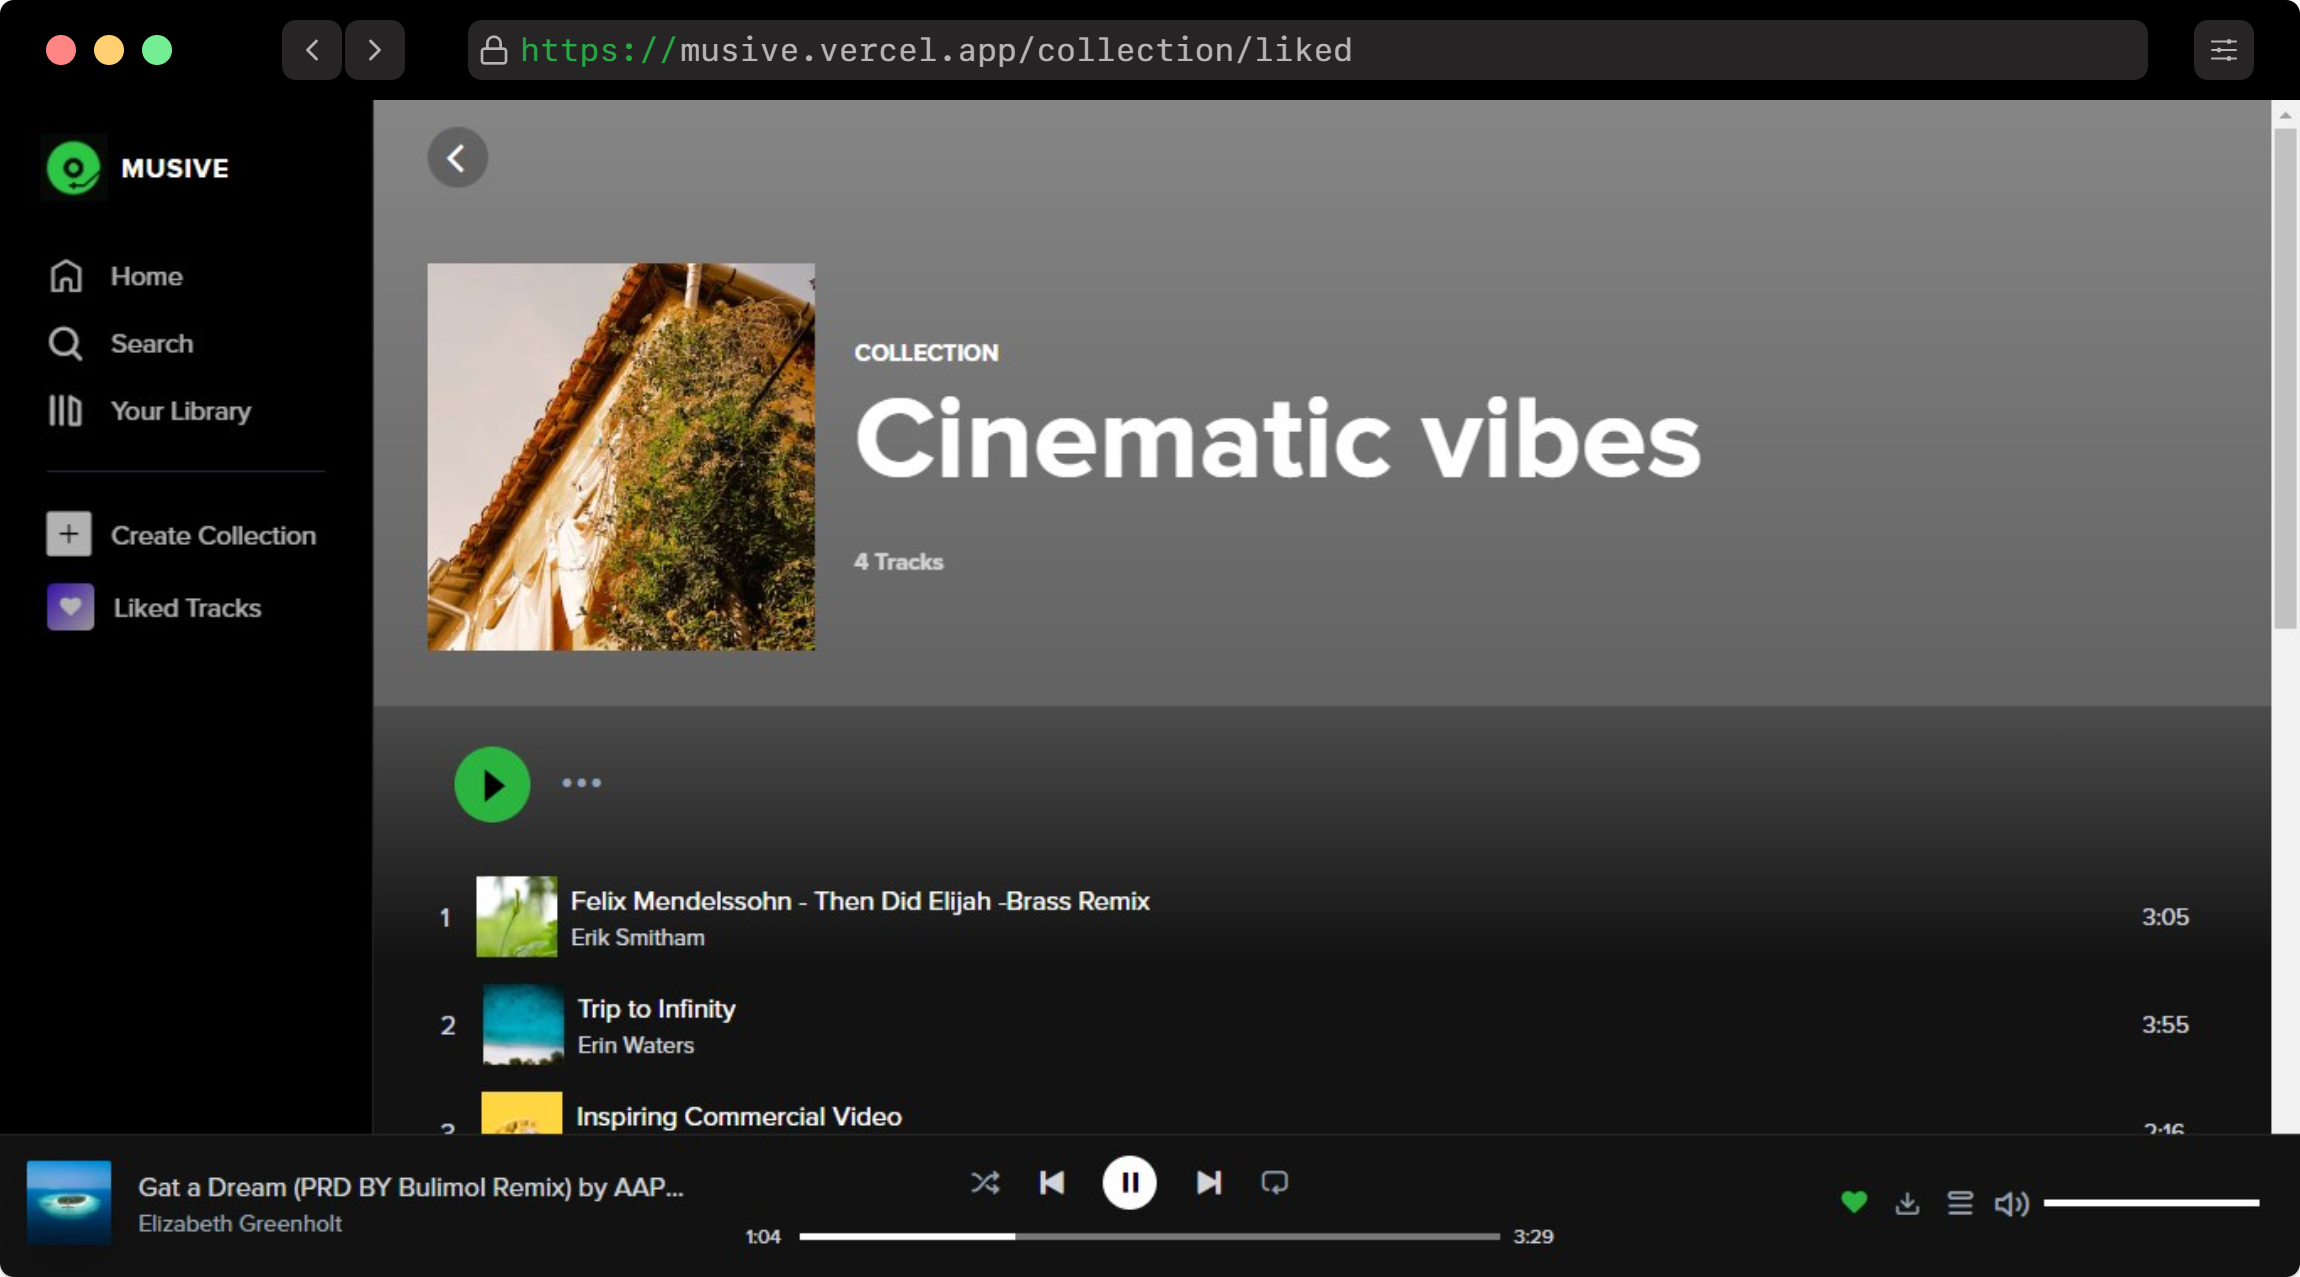 https://musive.vercel.app/collection/liked
MUSIVE
Home
Search
Your Library
Create Collection
Liked Tracks
COLLECTION
Cinematic vibes
4 Tracks
1
Felix Mendelssohn - Then Did Elijah -Brass Remix
Erik Smitham
3:05
2
Trip to Infinity
Erin Waters
3:55
3
Inspiring Commercial Video
2:16
Gat a Dream (PRD BY Bulimol Remix) by AAP...
Elizabeth Greenholt
1:04
3:29